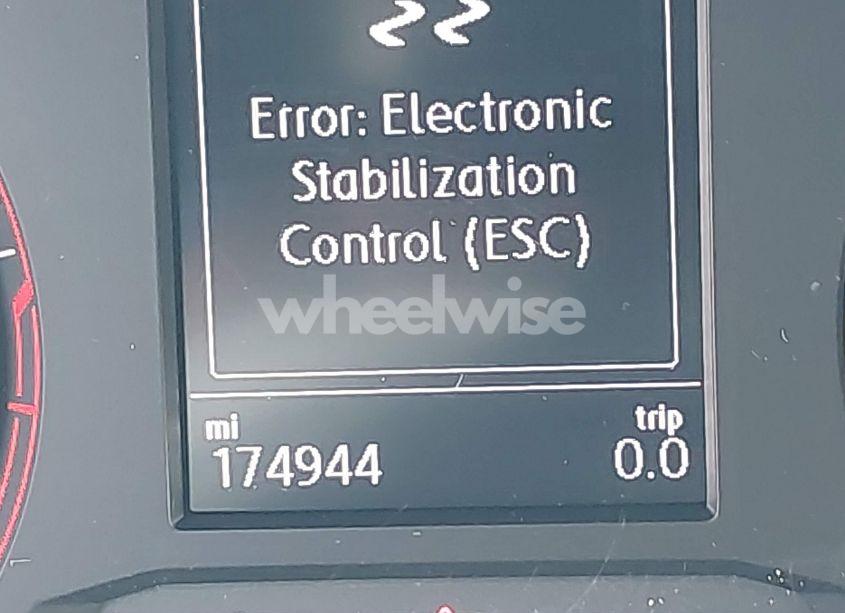 Error: Electronic
Stabilization
Control (ESC)
wheelwise
mi
trip
174944
0.0